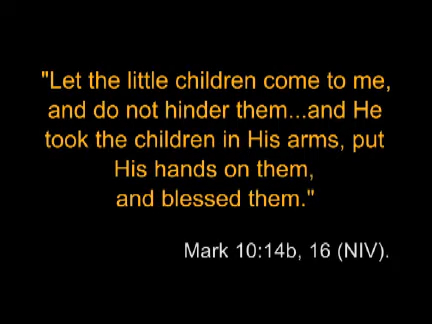 "Let the little children come to me,
and do not hinder them...and He
took the children in His arms, put
His hands on them,
and blessed them."
Mark 10:14b, 16 (NIV).